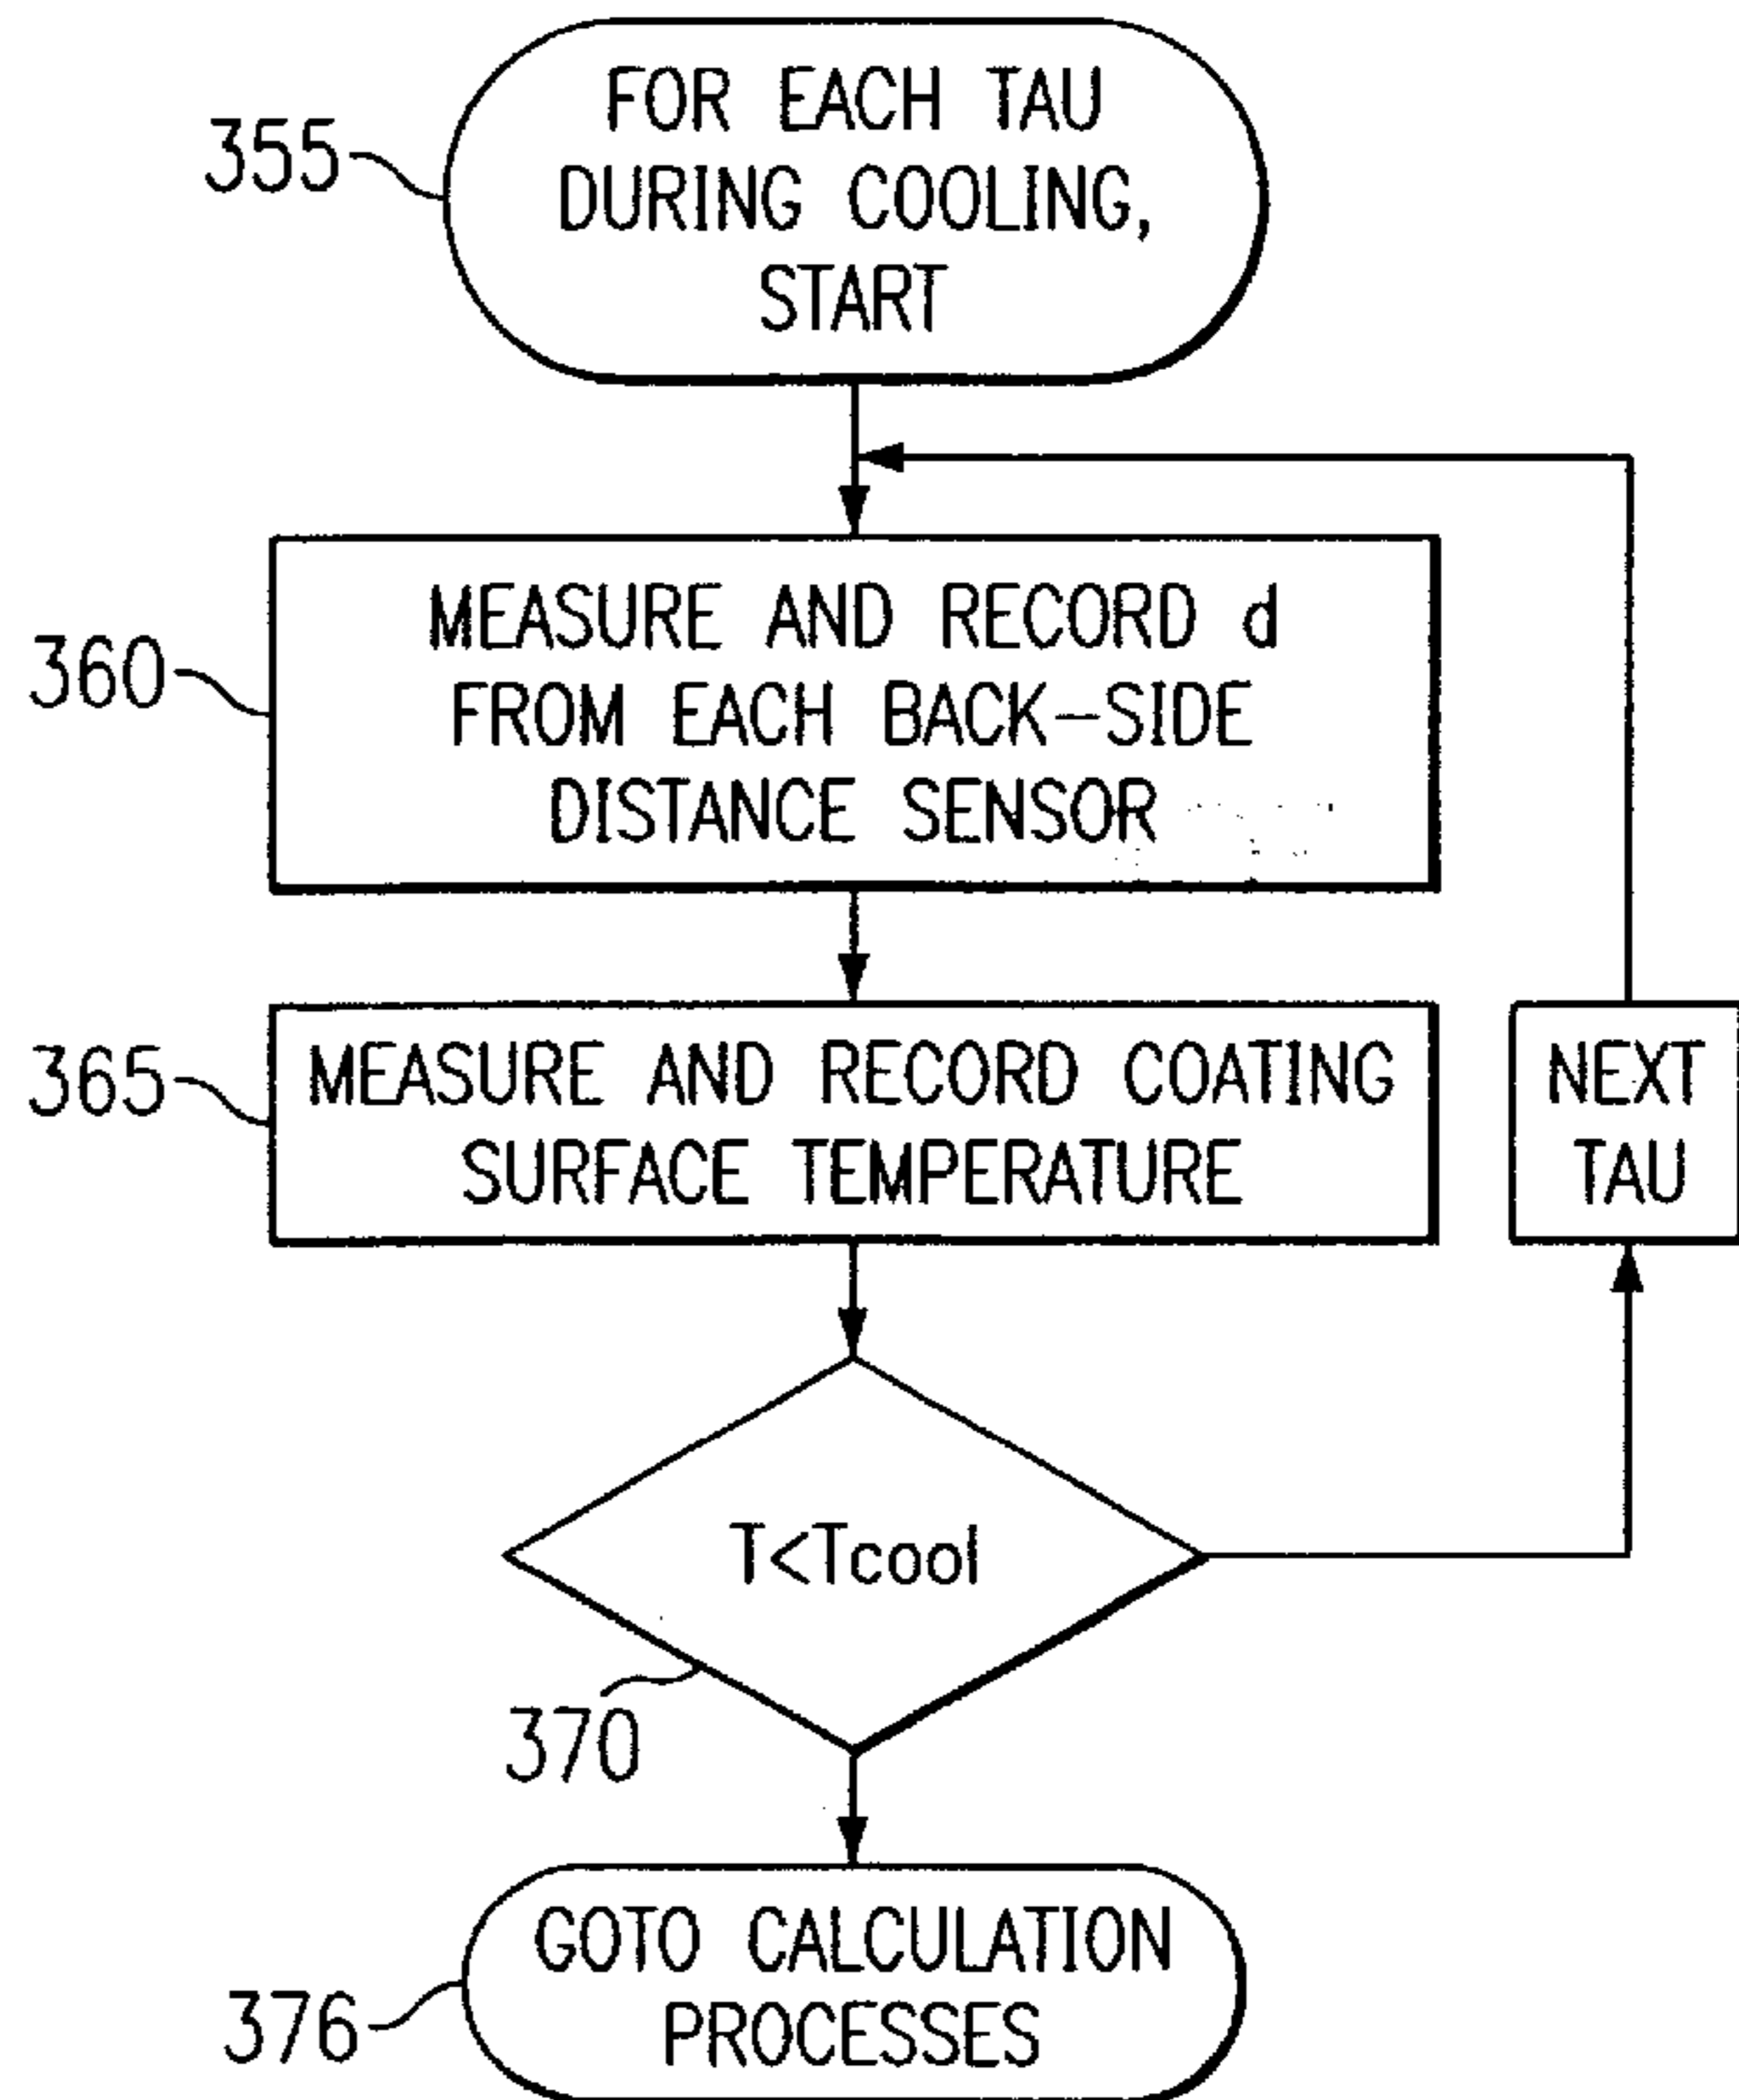 FOR EACH TAU
DURING COOLING,
START
355
MEASURE AND RECORD d
FROM EACH BACK-SIDE
DISTANCE SENSOR
360
MEASURE AND RECORD COATING
SURFACE TEMPERATURE
365
NEXT
TAU
T<Tcool
370
GOTO CALCULATION
PROCESSES
376